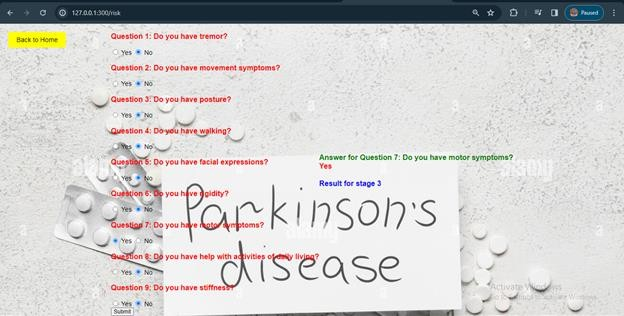 127.0.0.1:300/risk
Paused
Back to Home
Question 1: Do you have tremor?
Yes No
Question 2: Do you have movement symptoms?
Yes No
Question 3: Do you have posture?
Yes No
Question 4: Do you have walking?
Yes No
Question 5: Do you have facial expressions?
Yes No
Question 6: Do you have rigidity?
Yes No
Question 7: Do you have motor symptoms?
Yes No
Question 8: Do you have help with activities of daily living?
Yes No
Question 9: Do you have stiffness?
Yes No
Submit
Answer for Question 7: Do you have motor symptoms?
Yes
Result for stage 3
Parkinson's
disease
alamy
Activate Windows
Go to Settings to activate Windows.